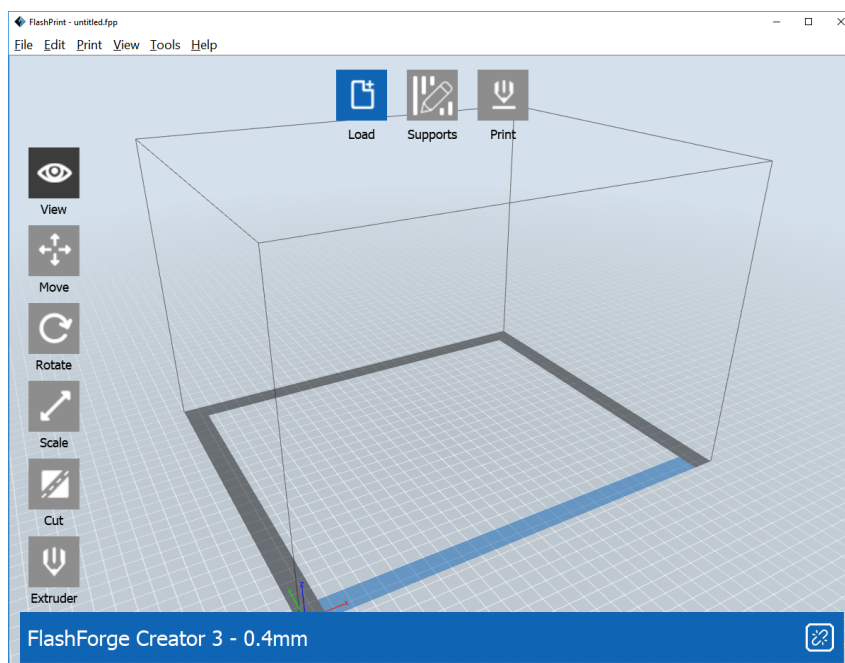 FlashPrint - untitled.fpp
File Edit Print View Tools Help
Load Supports Print
View
Move
Rotate
Scale
Cut
Extruder
z
x
FlashForge Creator 3 - 0.4mm